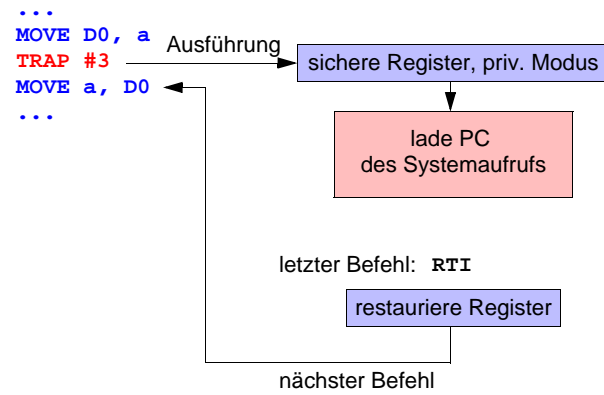 ...
MOVE D0, a
TRAP #3
MOVE a, D0
...
Ausführung
sichere Register, priv. Modus
lade PC
des Systemaufrufs
letzter Befehl: RTI
restauriere Register
nächster Befehl